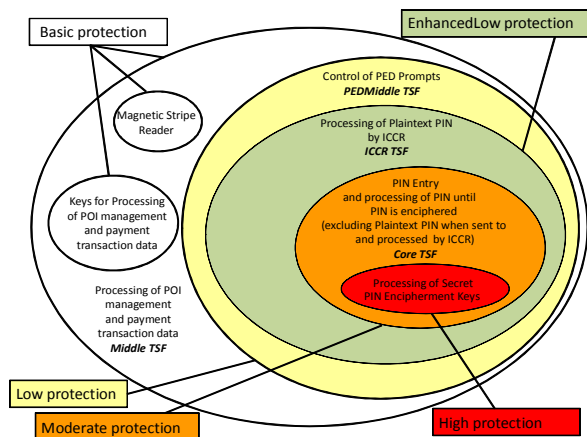 Basic protection
EnhancedLow protection
Control of PED Prompts
PEDMiddle TSF
Magnetic Stripe
Reader
Processing of Plaintext PIN
by ICCR
ICCR TSF
Keys for Processing
of POI management
and payment
transaction data
PIN Entry
and processing of PIN until
PIN is enciphered
(excluding Plaintext PIN when sent to
and processed by ICCR)
Core TSF
Processing of Secret
PIN Encipherment Keys
Processing of POI
management
and payment
transaction data
Middle TSF
Low protection
Moderate protection
High protection